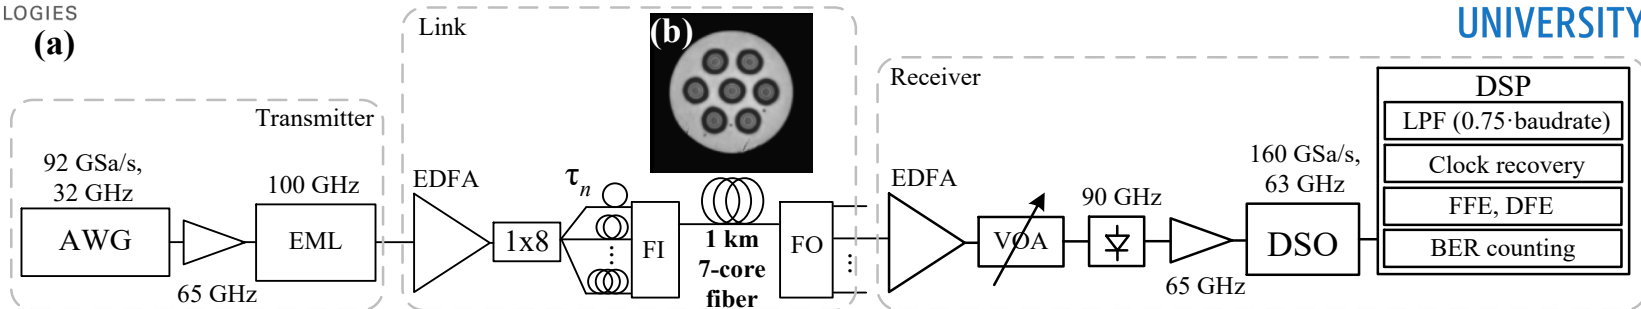 LOGIES
UNIVERSITY
(a)
Link
(b)
Receiver
Transmitter
DSP
LPF (0.75·baudrate)
Clock recovery
FFE, DFE
BER counting
92 GSa/s,
32 GHz
AWG
65 GHz
100 GHz
EML
EDFA
1x8
τn
FI
1 km
7-core
fiber
FO
EDFA
VOA
90 GHz
65 GHz
160 GSa/s,
63 GHz
DSO